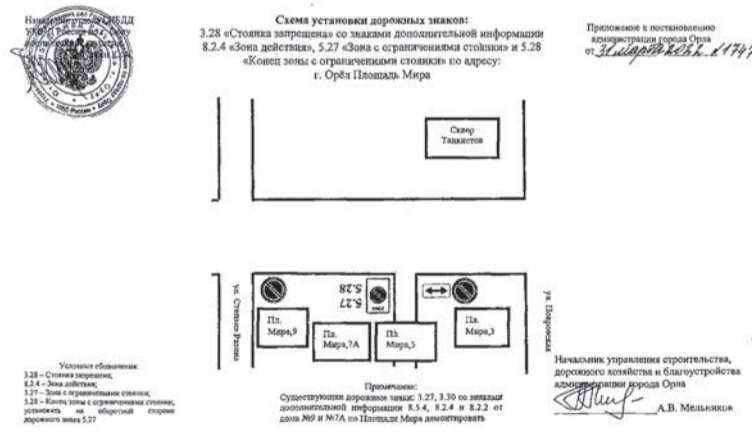 Схема установки дорожных знаков:
3.28 «Стоянка запрещена» со знаками дополнительной информации
8.2.4 «Зона действия», 5.27 «Зона с ограничениями стоянки» и 5.28
«Конец зоны с ограничениями стоянки» по адресу:
г. Орёл Площадь Мира
Приложение к постановлению
администрации города Орла
от 31 марта 2022 №1747
Сквер
Танкистов
ул. Степана Разина
5.28
5.27
ул. Покровская
Пл.
Мира,9
Пл.
Мира,7А
Пл.
Мира,5
Пл.
Мира,3
Условные обозначения:
3.28 – Стоянка запрещена;
8.2.4 – Зона действия;
5.27 – Зона с ограничениями стоянки;
5.28 – Конец зоны с ограничениями стоянки,
установить на оборотной стороне
дорожного знака 5.27
Примечание:
Существующие дорожные знаки: 3.27, 3.30 со знаками
дополнительной информации 8.5.4, 8.2.4 и 8.2.2 от
дома №9 и №7А по Площади Мира демонтировать
Начальник управления строительства,
дорожного хозяйства и благоустройства
администрации города Орла
А.В. Мельников